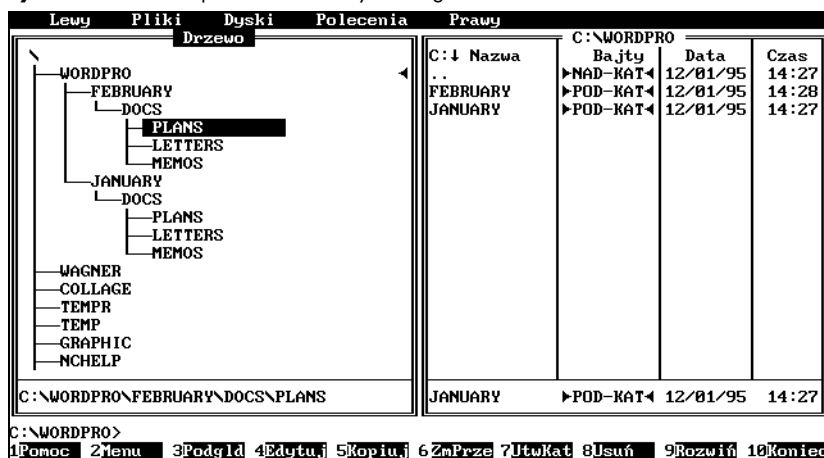 Lewy Pliki Dyski Polecenia Prawy
Drzewo
\
WORDPRO ◄
FEBRUARY
DOCS
PLANS
LETTERS
MEMOS
JANUARY
DOCS
PLANS
LETTERS
MEMOS
WAGNER
COLLAGE
TEMPR
TEMP
GRAPHIC
NCHELP
C:\WORDPRO\FEBRUARY\DOCS\PLANS
C:\WORDPRO
C:↓ Nazwa Bajty Data Czas
.. ►NAD-KAT◄ 12/01/95 14:27
FEBRUARY ►POD-KAT◄ 12/01/95 14:28
JANUARY ►POD-KAT◄ 12/01/95 14:27
JANUARY ►POD-KAT◄ 12/01/95 14:27
C:\WORDPRO>
1Pomoc 2Menu 3Podgld 4Edytuj 5Kopiuj 6ZmPrze 7UtwKat 8Usuń 9Rozwiń 10Koniec